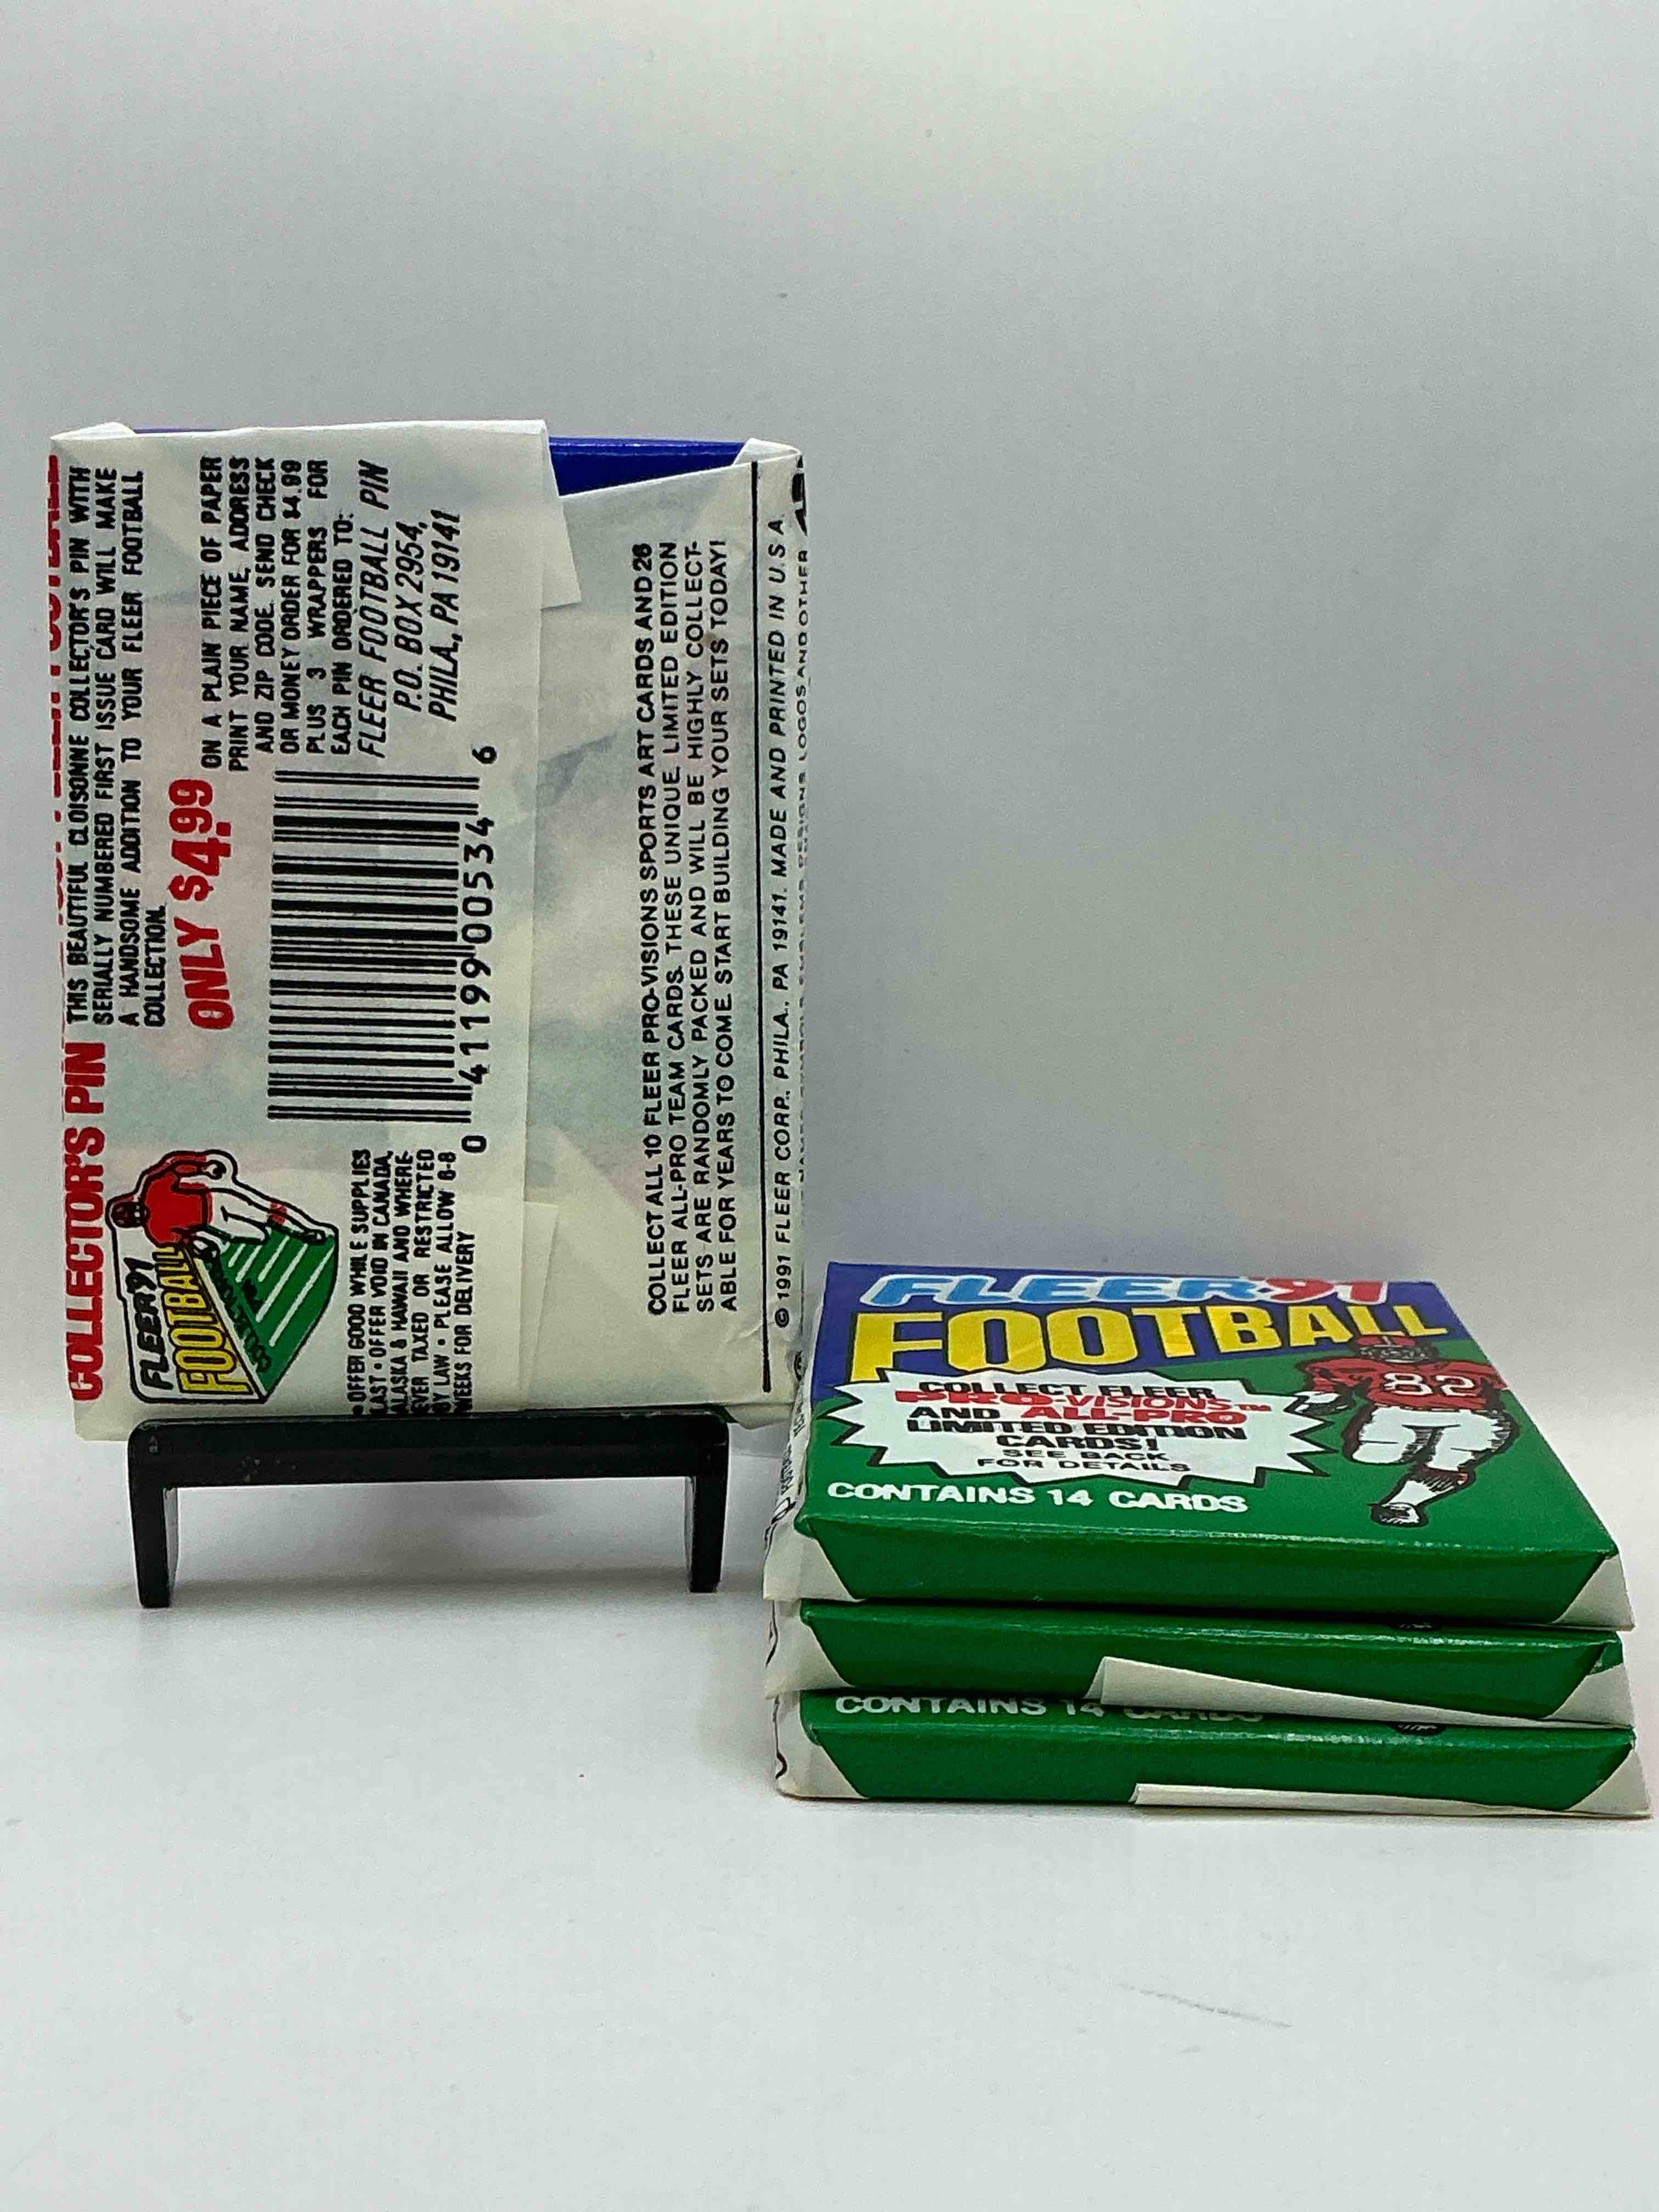 COLLECTOR'S PIN
THIS BEAUTIFUL CLOISONNE COLLECTOR'S PIN WITH
SERIALLY NUMBERED FIRST ISSUE CARD WILL MAKE
A HANDSOME ADDITION TO YOUR FLEER FOOTBALL
COLLECTION.
ONLY $4.99
ON A PLAIN PIECE OF PAPER
PRINT YOUR NAME, ADDRESS
AND ZIP CODE. SEND CHECK
OR MONEY ORDER FOR $4.99
PLUS 3 WRAPPERS FOR
EACH PIN ORDERED TO:
FLEER FOOTBALL PIN
P.O. BOX 2954,
PHILA, PA 19141
FLEER '91
FOOTBALL
• OFFER GOOD WHILE SUPPLIES
LAST • OFFER VOID IN CANADA,
ALASKA & HAWAII AND WHERE-
EVER TAXED OR RESTRICTED
BY LAW • PLEASE ALLOW 6-8
WEEKS FOR DELIVERY
0 41199 00534 6
COLLECT ALL 10 FLEER PRO-VISIONS SPORTS ART CARDS AND 26
FLEER ALL-PRO TEAM CARDS. THESE UNIQUE, LIMITED EDITION
SETS ARE RANDOMLY PACKED AND WILL BE HIGHLY COLLECT-
ABLE FOR YEARS TO COME. START BUILDING YOUR SETS TODAY!
© 1991 FLEER CORP., PHILA., PA 19141. MADE AND PRINTED IN U.S.A.
LOGOS AND OTHER
FLEER '91
FOOTBALL
82
COLLECT FLEER
PRO-VISIONS™
AND ALL-PRO
LIMITED EDITION
CARDS!
SEE BACK
FOR DETAILS
CONTAINS 14 CARDS
CONTAINS 14 CARDS